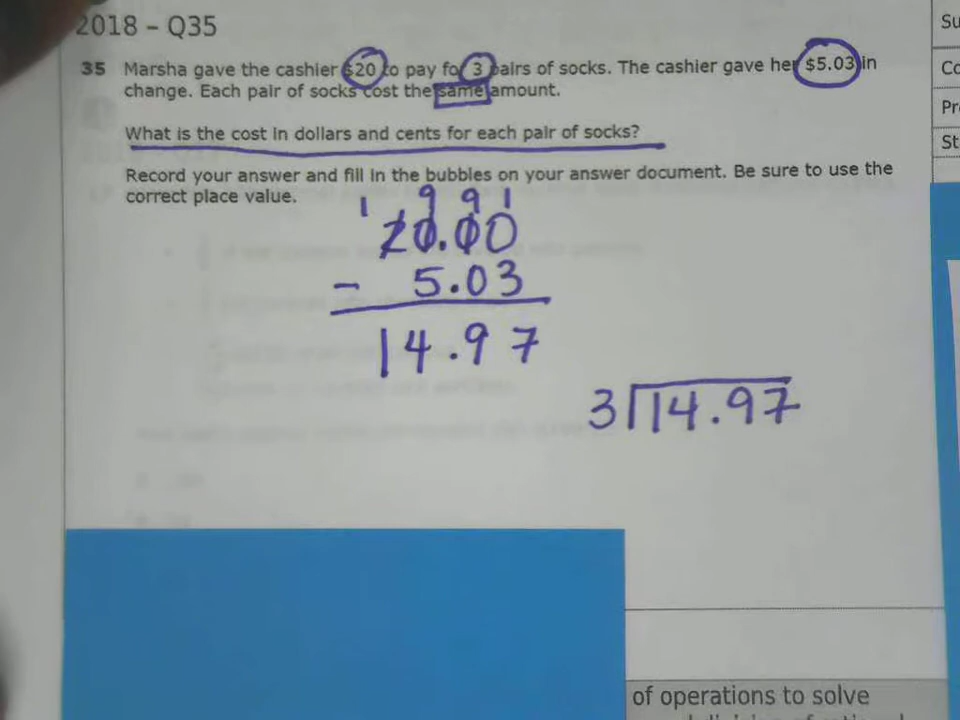 2018 – Q35
35 Marsha gave the cashier $20 to pay for 3 pairs of socks. The cashier gave her $5.03 in
change. Each pair of socks cost the same amount.
What is the cost in dollars and cents for each pair of socks?
Record your answer and fill in the bubbles on your answer document. Be sure to use the
correct place value.
1 9 9 1
20.00
- 5.03
14.97
3 14.97
Su
Co
Pr
St
of operations to solve